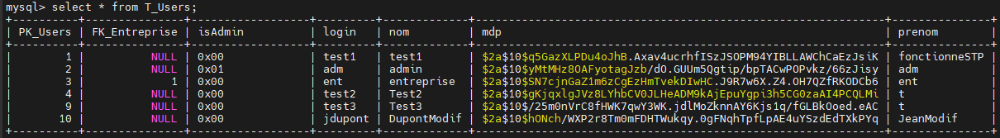 mysql> select * from T_Users;
+----------+---------------+------------------+---------+-------------+--------------------------------------------------------------+---------------+
| PK_Users | FK_Entreprise | isAdmin | login | nom | mdp | prenom |
+----------+---------------+------------------+---------+-------------+--------------------------------------------------------------+---------------+
| 1 | NULL | 0x00 | test1 | test1 | $2a$10$q5GazXLPDu4oJhB.Axav4ucrhfISzJSOPM94YIBLLAWChCaEzJsiK | fonctionneSTP |
| 2 | NULL | 0x01 | adm | admin | $2a$10$yMtMHz8OAFyotagJzb/dO.GUUm5Qgtip/bpTACwPOPvkz/66zJisy | adm |
| 3 | 1 | 0x00 | ent | entreprise | $2a$10$SN7cjnGaZ1m6zCgEzHmTvekDIwHC.J9R7w6X.Z4.OH7QZfRKODCb6 | ent |
| 4 | NULL | 0x00 | test2 | Test2 | $2a$10$gKjqxlgJVz8LYhbCV0JLHeADM9kAjEpuYgpi3h5CG0zaAI4PCQLMi | t |
| 9 | NULL | 0x00 | test3 | Test3 | $2a$10$/25m0nVrC8fHWK7qwY3WK.jdlMoZknnAY6Kjs1q/fGLBkOoed.eAC | t |
| 10 | NULL | 0x00 | jdupont | DupontModif | $2a$10$hONch/WXP2r8Tm0mFDHTWukqy.0gFNqhTpfLpAE4uYSzdEdTXkPYq | JeanModif |
+----------+---------------+------------------+---------+-------------+--------------------------------------------------------------+---------------+